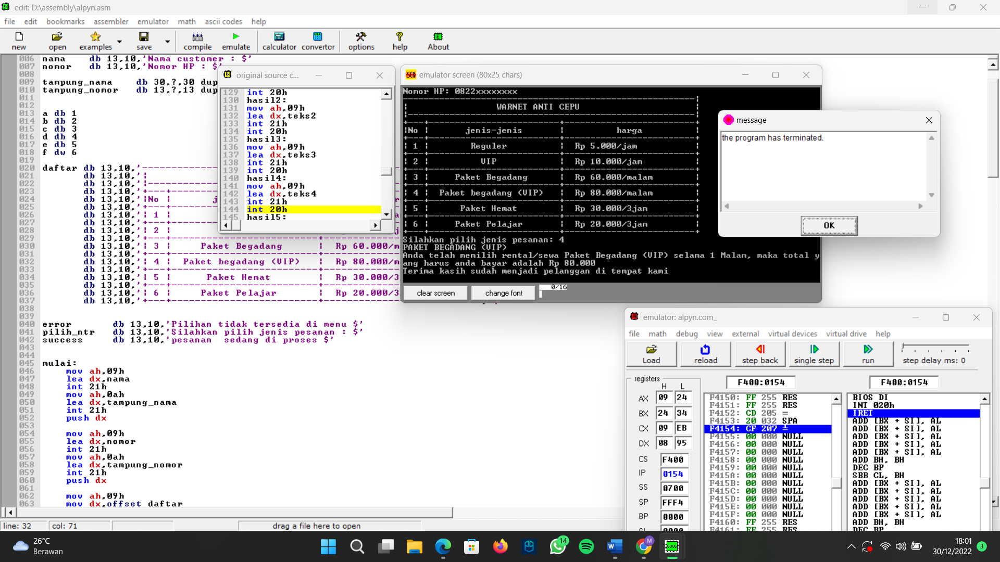 edit: D:\assembly\alpyn.asm
file edit bookmarks assembler emulator math ascii codes help
new open examples save compile emulate calculator convertor options help About
006 nama db 13,10,'Nama customer : $'
007 nomor db 13,10,'Nomor HP : $'
008
009 tampung_nama db 30,?,30 dup
010 tampung_nomor db 13,?,13 dup
011
012
013 a db 1
014 b db 2
015 c db 3
016 d db 4
017 e db 5
018 f dw 6
019
020 daftar db 13,10,'
021 db 13,10,'¦
022 db 13,10,'¦
023 db 13,10,'+----+
024 db 13,10,'¦No ¦
025 db 13,10,'+----+
026 db 13,10,'¦ 1 ¦
027 db 13,10,'+----+
028 db 13,10,'¦ 2 ¦
029 db 13,10,'+----+
030 db 13,10,'¦ 3 ¦ Paket Begadang ¦ Rp 60.000/m
031 db 13,10,'+----+
032 db 13,10,'¦ 4 ¦ Paket begadang (VIP) ¦ Rp 80.000/m
033 db 13,10,'+----+
034 db 13,10,'¦ 5 ¦ Paket Hemat ¦ Rp 30.000/3
035 db 13,10,'+----+
036 db 13,10,'¦ 6 ¦ Paket Pelajar ¦ Rp 20.000/3
037 db 13,10,'+----+
038
039
040 error db 13,10,'Pilihan tidak tersedia di menu $'
041 pilih_ntr db 13,10,'Silahkan pilih jenis pesanan : $'
042 success db 13,10,'pesanan sedang di proses $'
043
044
045 mulai:
046 mov ah,09h
047 lea dx,nama
048 int 21h
049 mov ah,0ah
050 lea dx,tampung_nama
051 int 21h
052 push dx
053
054 mov ah,09h
055 lea dx,nomor
056 int 21h
057 mov ah,0ah
058 lea dx,tampung_nomor
059 int 21h
060 push dx
061
062 mov ah,09h
063 mov dx,offset daftar
line: 32 col: 71 drag a file here to open
original source c...
129 int 20h
130 hasil2:
131 mov ah,09h
132 lea dx,teks2
133 int 21h
134 int 20h
135 hasil3:
136 mov ah,09h
137 lea dx,teks3
138 int 21h
139 int 20h
140 hasil4:
141 mov ah,09h
142 lea dx,teks4
143 int 21h
144 int 20h
145 hasil5:
emulator screen (80x25 chars)
Nomor HP: 0822xxxxxxxx
WARNET ANTI CEPU
¦No ¦ jenis-jenis ¦ harga
¦ 1 ¦ Reguler ¦ Rp 5.000/jam ¦
¦ 2 ¦ VIP ¦ Rp 10.000/jam ¦
¦ 3 ¦ Paket Begadang ¦ Rp 60.000/malam ¦
¦ 4 ¦ Paket begadang (VIP) ¦ Rp 80.000/malam ¦
¦ 5 ¦ Paket Hemat ¦ Rp 30.000/3jam ¦
¦ 6 ¦ Paket Pelajar ¦ Rp 20.000/3jam ¦
Silahkan pilih jenis pesanan: 4
PAKET BEGADANG (VIP)
Anda telah memilih rental/sewa Paket Begadang (VIP) selama 1 Malam, maka total y
ang harus anda bayar adalah Rp 80.000
Terima kasih sudah menjadi pelanggan di tempat kami
clear screen change font 0/16
message
the program has terminated.
OK
emulator: alpyn.com_
file math debug view external virtual devices virtual drive help
Load reload step back single step run step delay ms: 0
registers F400:0154 F400:0154
H L
AX 09 24
BX 24 34
CX 09 EB
DX 08 95
CS F400
IP 0154
SS 0700
SP FFF4
BP 0000
F4150: FF 255 RES
F4151: FF 255 RES
F4152: CD 205 =
F4153: 20 032 SPA
F4154: CF 207 ╧
F4155: 00 000 NULL
F4156: 00 000 NULL
F4157: 00 000 NULL
F4158: 00 000 NULL
F4159: 00 000 NULL
F415A: 00 000 NULL
F415B: 00 000 NULL
F415C: 00 000 NULL
F415D: 00 000 NULL
F415E: 00 000 NULL
F415F: 00 000 NULL
F4160: FF 255 RES
F4161: FF 255 RES
BIOS DI
INT 020h
IRET
ADD [BX + SI], AL
ADD [BX + SI], AL
ADD [BX + SI], AL
ADD [BX + SI], AL
ADD [BX + SI], AL
ADD BH, BH
DEC BP
SBB CL, BH
ADD [BX + SI], AL
ADD [BX + SI], AL
ADD [BX + SI], AL
ADD [BX + SI], AL
ADD [BX + SI], AL
ADD BH, BH
DEC BP
26°C
Berawan
14
18:01
30/12/2022
3